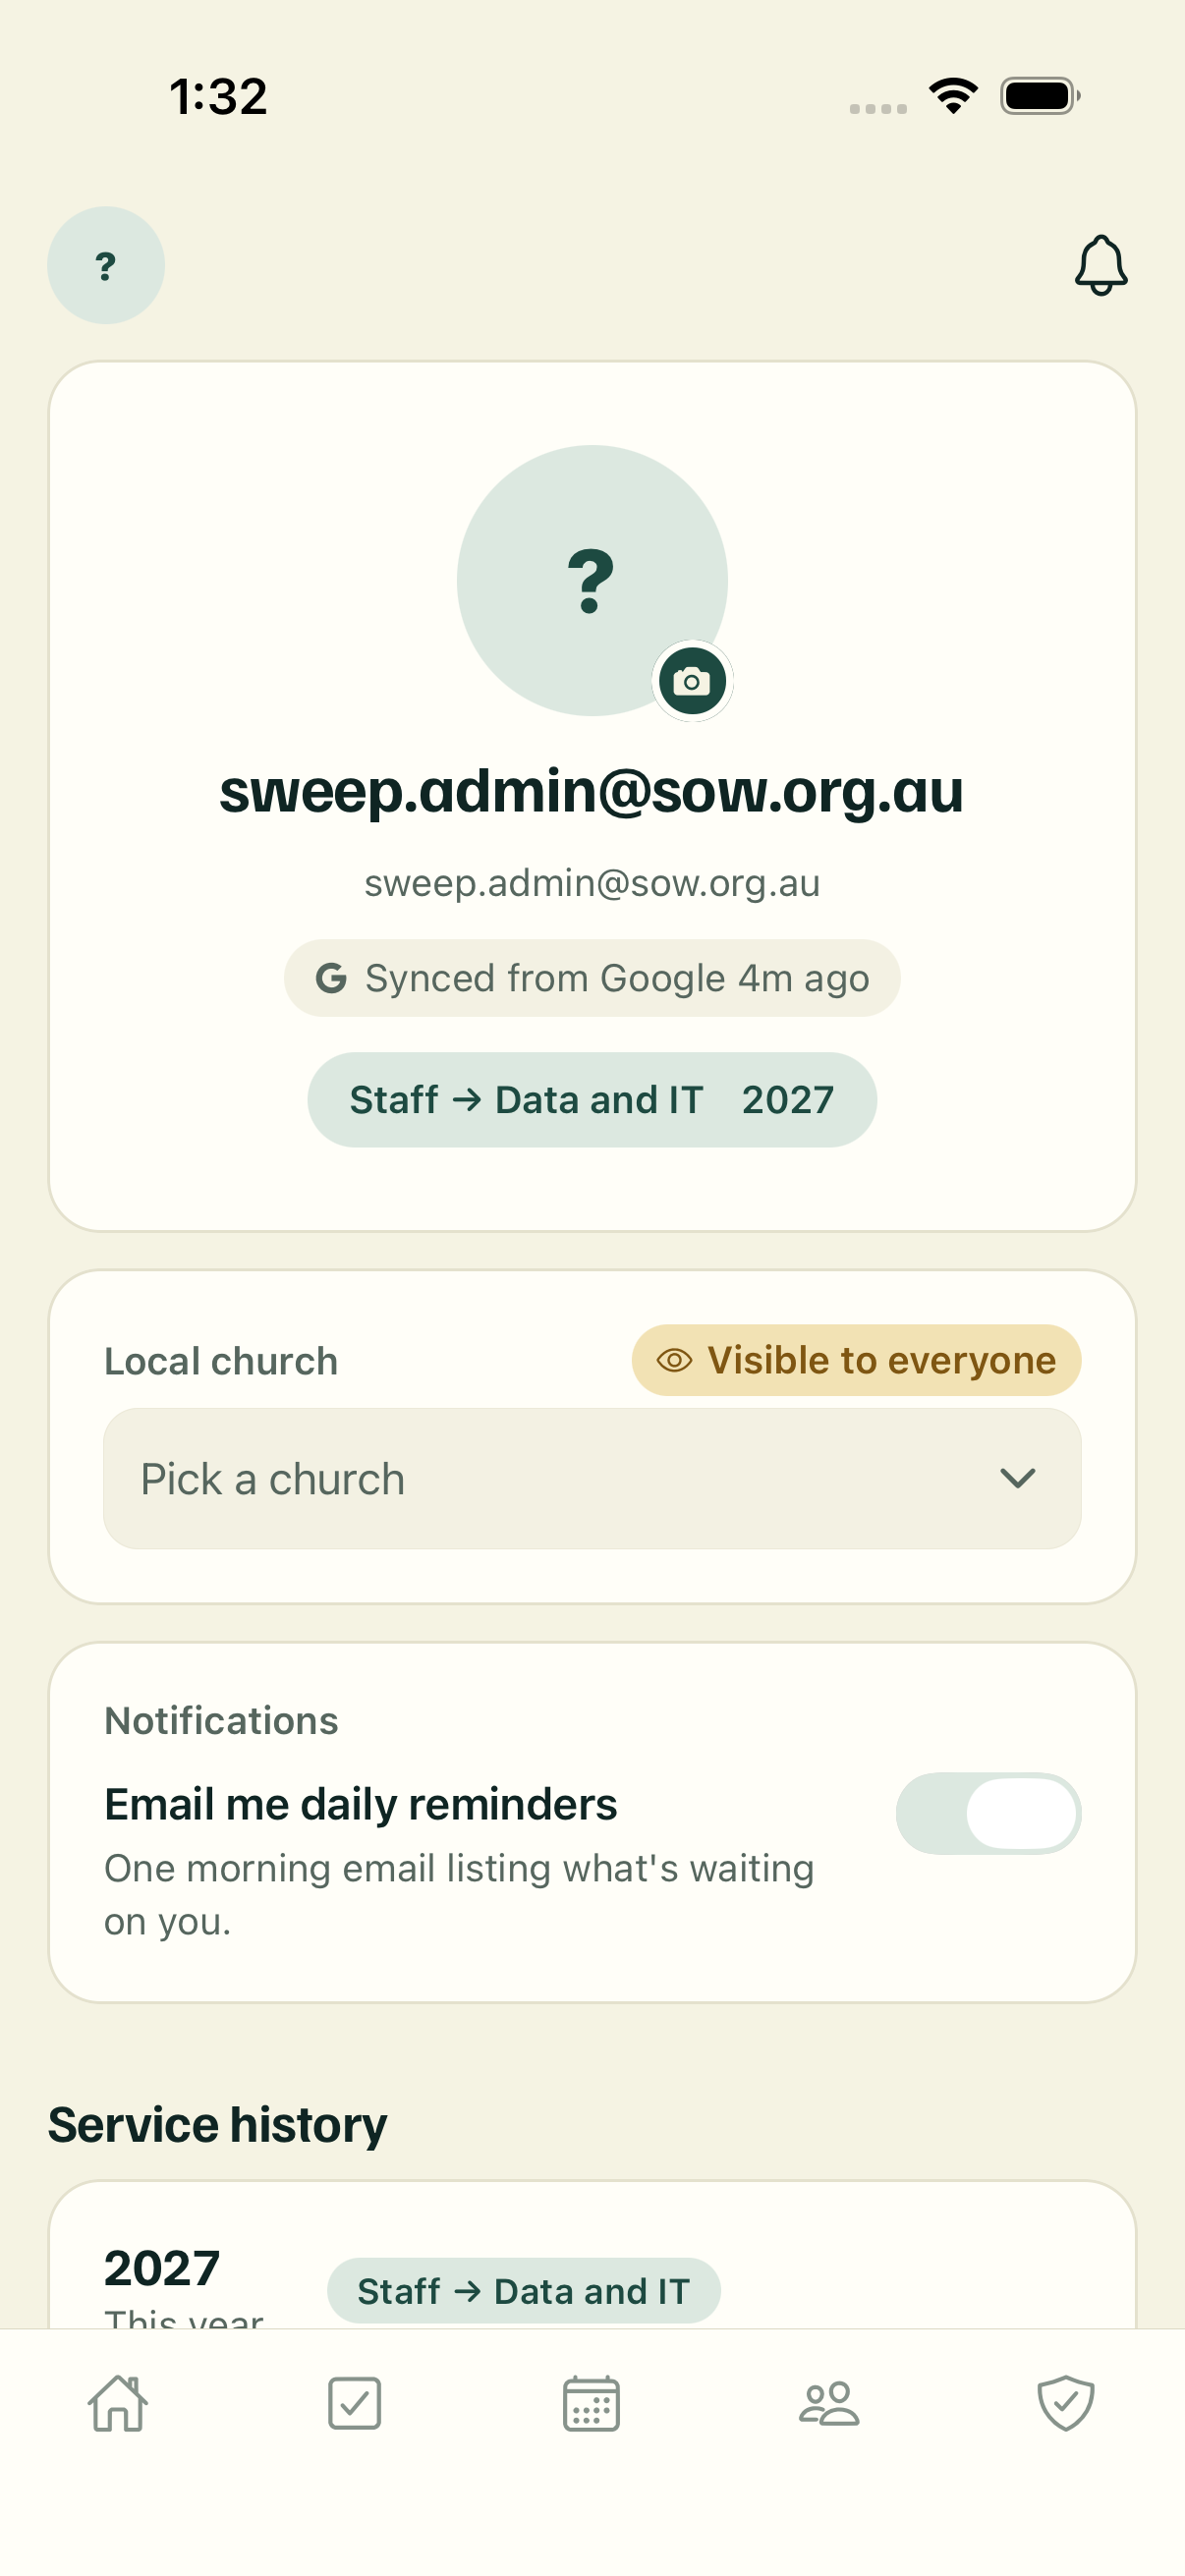 1:32
?
?
sweep.admin@sow.org.au
sweep.admin@sow.org.au
G Synced from Google 4m ago
Staff → Data and IT 2027
Local church
Visible to everyone
Pick a church
Notifications
Email me daily reminders
One morning email listing what's waiting
on you.
Service history
2027
Staff → Data and IT
This year